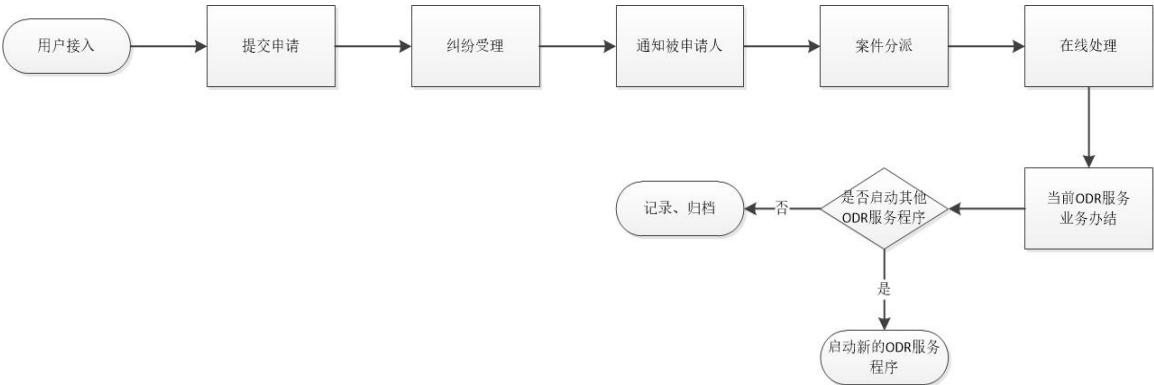 用户接入
提交申请
纠纷受理
通知被申请人
案件分派
在线处理
当前ODR服务
业务办结
是否启动其他
ODR服务程序
否
记录、归档
是
启动新的ODR服务
程序